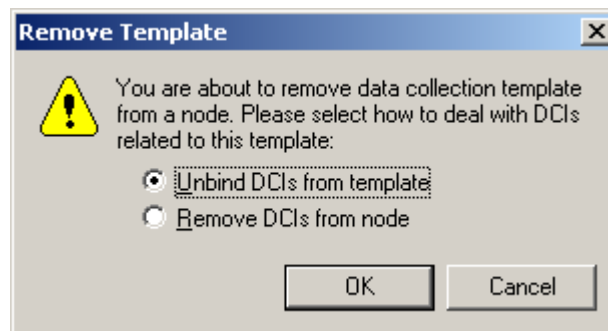 Remove Template
You are about to remove data collection template
from a node. Please select how to deal with DCIs
related to this template:
Unbind DCIs from template
Remove DCIs from node
OK
Cancel